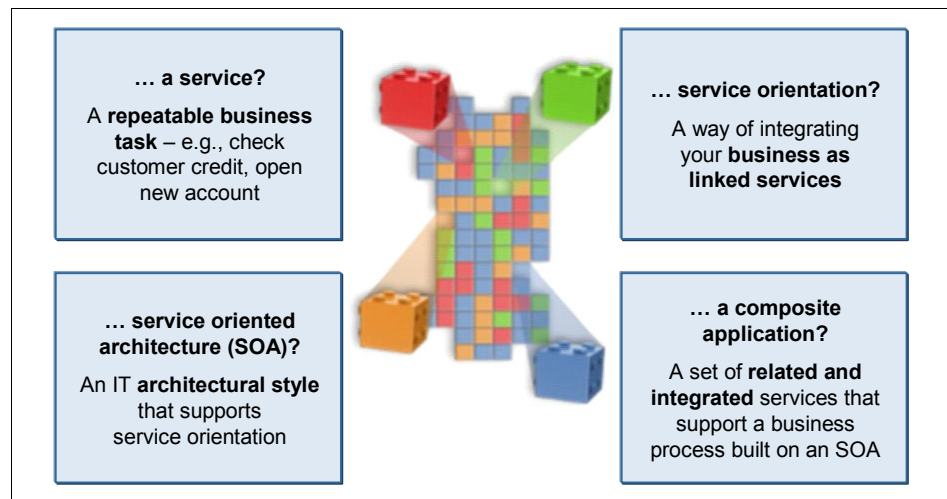 … a service?
A repeatable business
task – e.g., check
customer credit, open
new account
… service orientation?
A way of integrating
your business as
linked services
… service oriented
architecture (SOA)?
An IT architectural style
that supports
service orientation
… a composite
application?
A set of related and
integrated services that
support a business
process built on an SOA